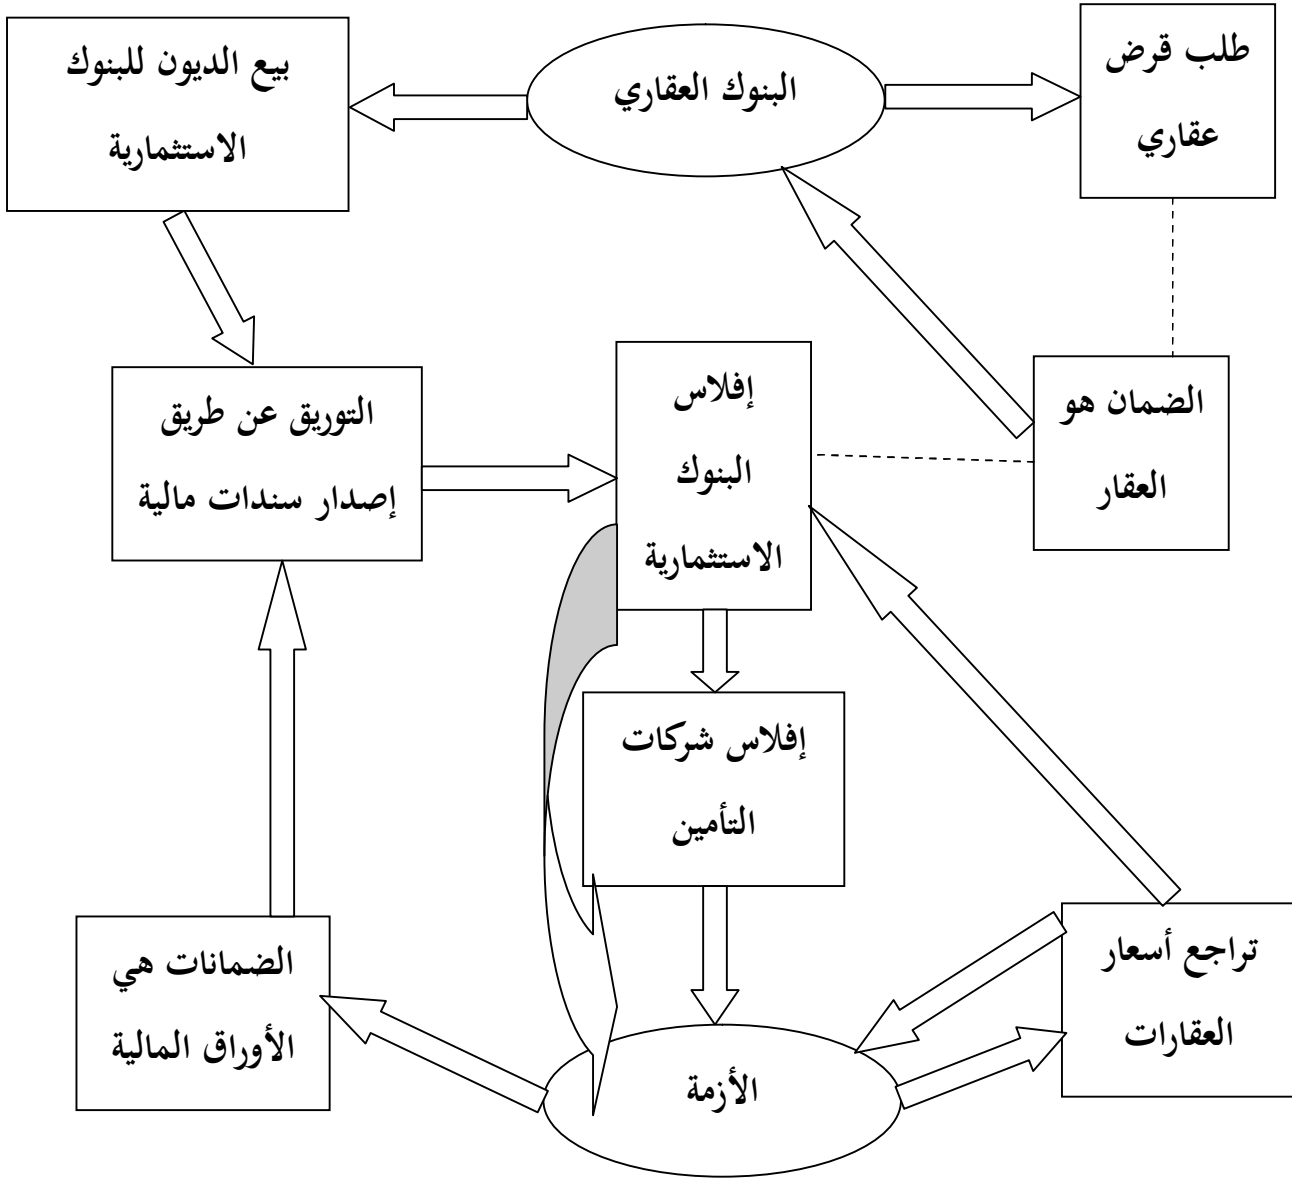 طلب قرض
عقاري
البنوك العقاري
بيع الديون للبنوك
الاستثمارية
الضمان هو
العقار
إفلاس
البنوك
الاستثمارية
التوريق عن طريق
إصدار سندات مالية
إفلاس شركات
التأمين
تراجع أسعار
العقارات
الأزمة
الضمانات هي
الأوراق المالية